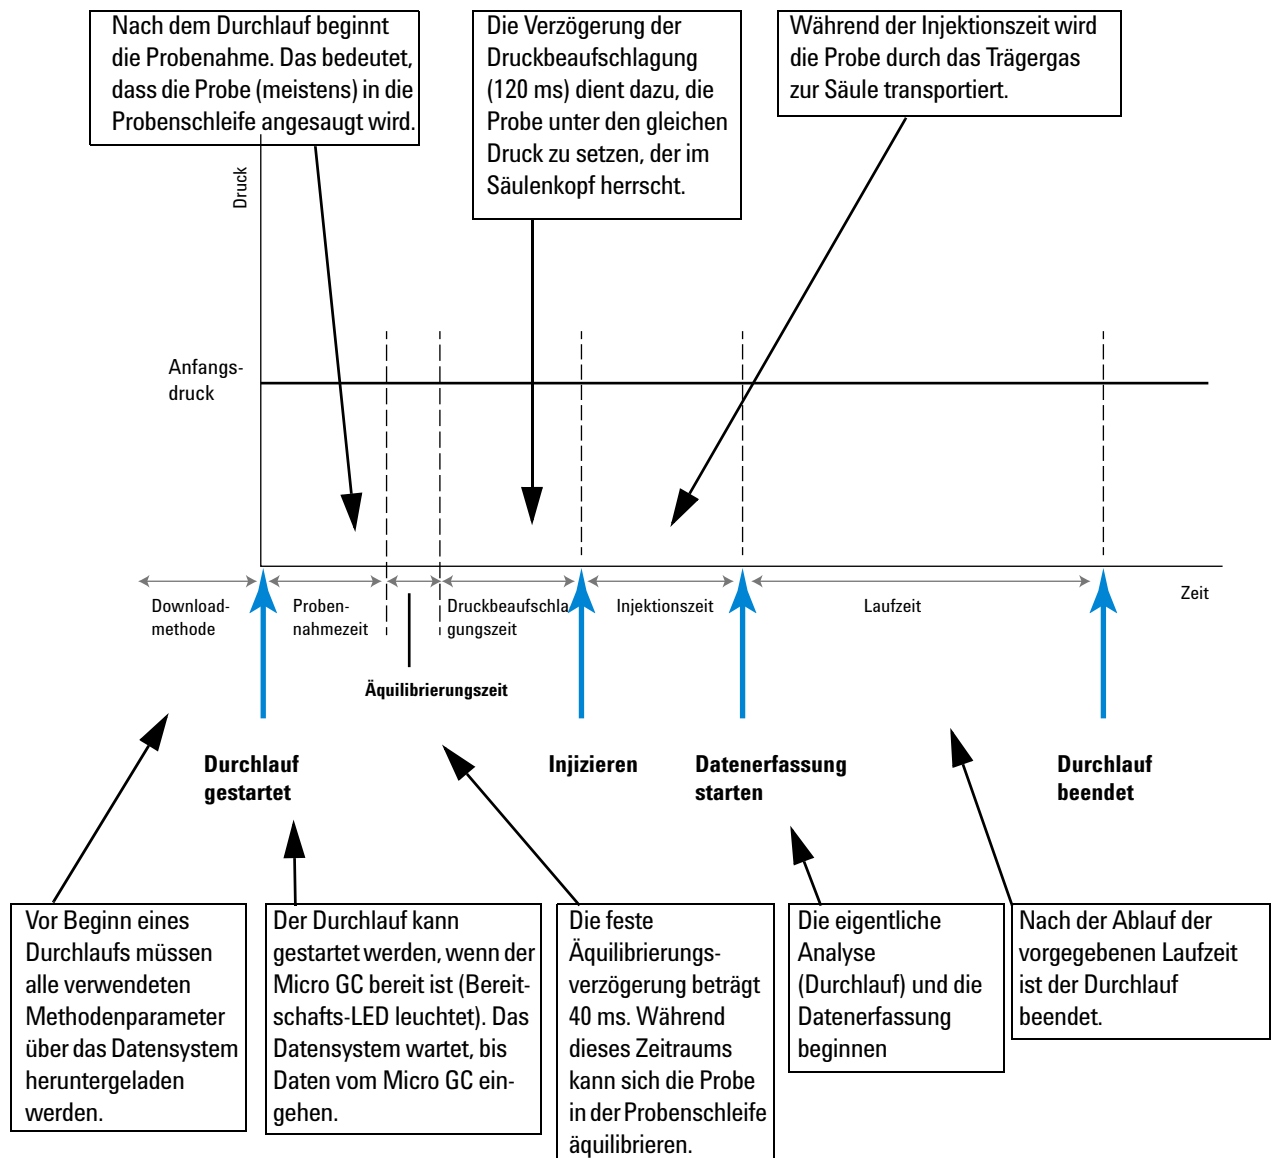 Nach dem Durchlauf beginnt
die Probenahme. Das bedeutet,
dass die Probe (meistens) in die
Probenschleife angesaugt wird.
Die Verzögerung der
Druckbeaufschlagung
(120 ms) dient dazu, die
Probe unter den gleichen
Druck zu setzen, der im
Säulenkopf herrscht.
Während der Injektionszeit wird
die Probe durch das Trägergas
zur Säule transportiert.
Druck
Anfangs-
druck
Zeit
Download-
methode
Proben-
nahmezeit
Äquilibrierungszeit
Druckbeaufschla
gungszeit
Injektionszeit
Laufzeit
Durchlauf
gestartet
Injizieren
Datenerfassung
starten
Durchlauf
beendet
Vor Beginn eines
Durchlaufs müssen
alle verwendeten
Methodenparameter
über das Datensystem
heruntergeladen
werden.
Der Durchlauf kann
gestartet werden, wenn der
Micro GC bereit ist (Bereit-
schafts-LED leuchtet). Das
Datensystem wartet, bis
Daten vom Micro GC ein-
gehen.
Die feste
Äquilibrierungs-
verzögerung beträgt
40 ms. Während
dieses Zeitraums
kann sich die Probe
in der Probenschleife
äquilibrieren.
Die eigentliche
Analyse
(Durchlauf) und die
Datenerfassung
beginnen
Nach der Ablauf der
vorgegebenen Laufzeit
ist der Durchlauf
beendet.